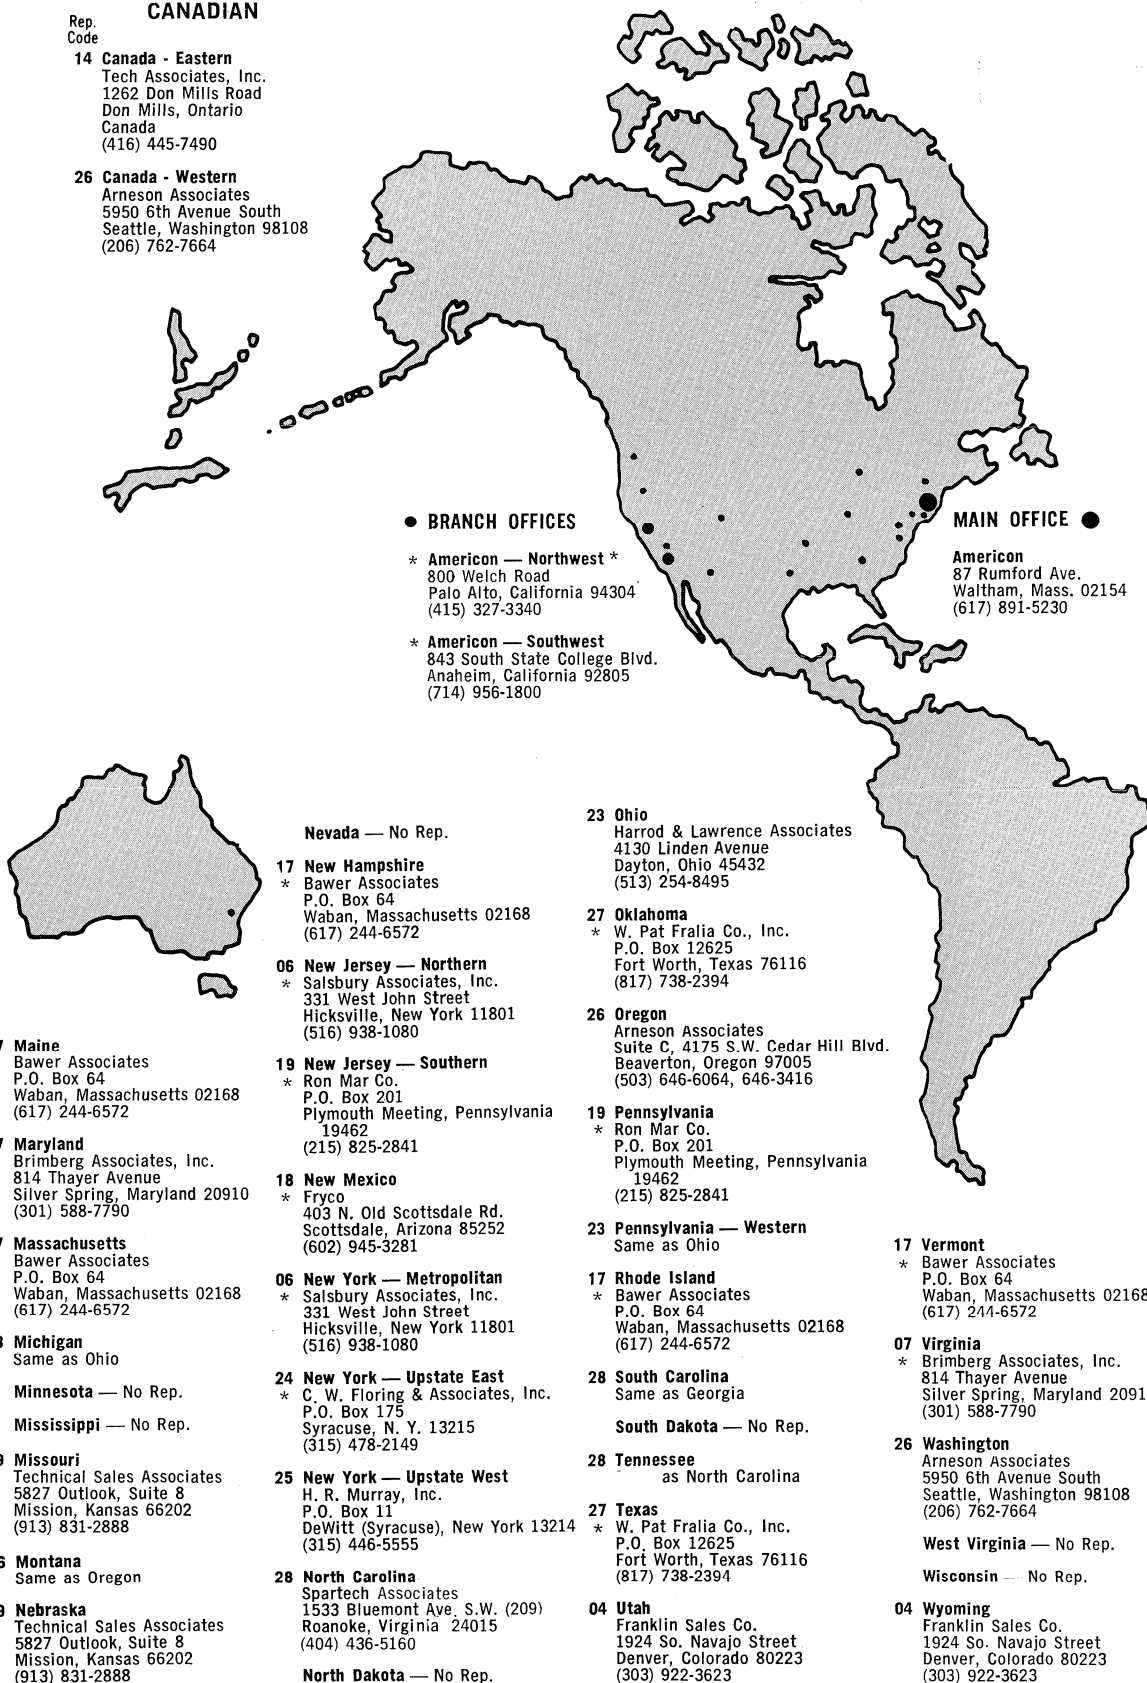 CANADIAN
Rep.
Code
14 Canada - Eastern
Tech Associates, Inc.
1262 Don Mills Road
Don Mills, Ontario
Canada
(416) 445-7490
26 Canada - Western
Arneson Associates
5950 6th Avenue South
Seattle, Washington 98108
(206) 762-7664
● BRANCH OFFICES
* Americon — Northwest *
800 Welch Road
Palo Alto, California 94304
(415) 327-3340
* Americon — Southwest
843 South State College Blvd.
Anaheim, California 92805
(714) 956-1800
MAIN OFFICE ●
Americon
87 Rumford Ave.
Waltham, Mass. 02154
(617) 891-5230
Maine
Bawer Associates
P.O. Box 64
Waban, Massachusetts 02168
(617) 244-6572
Maryland
Brimberg Associates, Inc.
814 Thayer Avenue
Silver Spring, Maryland 20910
(301) 588-7790
Massachusetts
Bawer Associates
P.O. Box 64
Waban, Massachusetts 02168
(617) 244-6572
Michigan
Same as Ohio
Minnesota — No Rep.
Mississippi — No Rep.
Missouri
Technical Sales Associates
5827 Outlook, Suite 8
Mission, Kansas 66202
(913) 831-2888
Montana
Same as Oregon
Nebraska
Technical Sales Associates
5827 Outlook, Suite 8
Mission, Kansas 66202
(913) 831-2888
Nevada — No Rep.
17 New Hampshire
* Bawer Associates
P.O. Box 64
Waban, Massachusetts 02168
(617) 244-6572
06 New Jersey — Northern
* Salsbury Associates, Inc.
331 West John Street
Hicksville, New York 11801
(516) 938-1080
19 New Jersey — Southern
* Ron Mar Co.
P.O. Box 201
Plymouth Meeting, Pennsylvania
19462
(215) 825-2841
18 New Mexico
* Fryco
403 N. Old Scottsdale Rd.
Scottsdale, Arizona 85252
(602) 945-3281
06 New York — Metropolitan
* Salsbury Associates, Inc.
331 West John Street
Hicksville, New York 11801
(516) 938-1080
24 New York — Upstate East
* C. W. Floring & Associates, Inc.
P.O. Box 175
Syracuse, N. Y. 13215
(315) 478-2149
25 New York — Upstate West
H. R. Murray, Inc.
P.O. Box 11
DeWitt (Syracuse), New York 13214
(315) 446-5555
28 North Carolina
Spartech Associates
1533 Bluemont Ave. S.W. (209)
Roanoke, Virginia 24015
(404) 436-5160
North Dakota — No Rep.
23 Ohio
Harrod & Lawrence Associates
4130 Linden Avenue
Dayton, Ohio 45432
(513) 254-8495
27 Oklahoma
* W. Pat Fralia Co., Inc.
P.O. Box 12625
Fort Worth, Texas 76116
(817) 738-2394
26 Oregon
Arneson Associates
Suite C, 4175 S.W. Cedar Hill Blvd.
Beaverton, Oregon 97005
(503) 646-6064, 646-3416
19 Pennsylvania
* Ron Mar Co.
P.O. Box 201
Plymouth Meeting, Pennsylvania
19462
(215) 825-2841
23 Pennsylvania — Western
Same as Ohio
17 Rhode Island
* Bawer Associates
P.O. Box 64
Waban, Massachusetts 02168
(617) 244-6572
28 South Carolina
Same as Georgia
South Dakota — No Rep.
28 Tennessee
as North Carolina
27 Texas
* W. Pat Fralia Co., Inc.
P.O. Box 12625
Fort Worth, Texas 76116
(817) 738-2394
04 Utah
Franklin Sales Co.
1924 So. Navajo Street
Denver, Colorado 80223
(303) 922-3623
17 Vermont
* Bawer Associates
P.O. Box 64
Waban, Massachusetts 02168
(617) 244-6572
07 Virginia
* Brimberg Associates, Inc.
814 Thayer Avenue
Silver Spring, Maryland 2091
(301) 588-7790
26 Washington
Arneson Associates
5950 6th Avenue South
Seattle, Washington 98108
(206) 762-7664
West Virginia — No Rep.
Wisconsin — No Rep.
04 Wyoming
Franklin Sales Co.
1924 So. Navajo Street
Denver, Colorado 80223
(303) 922-3623